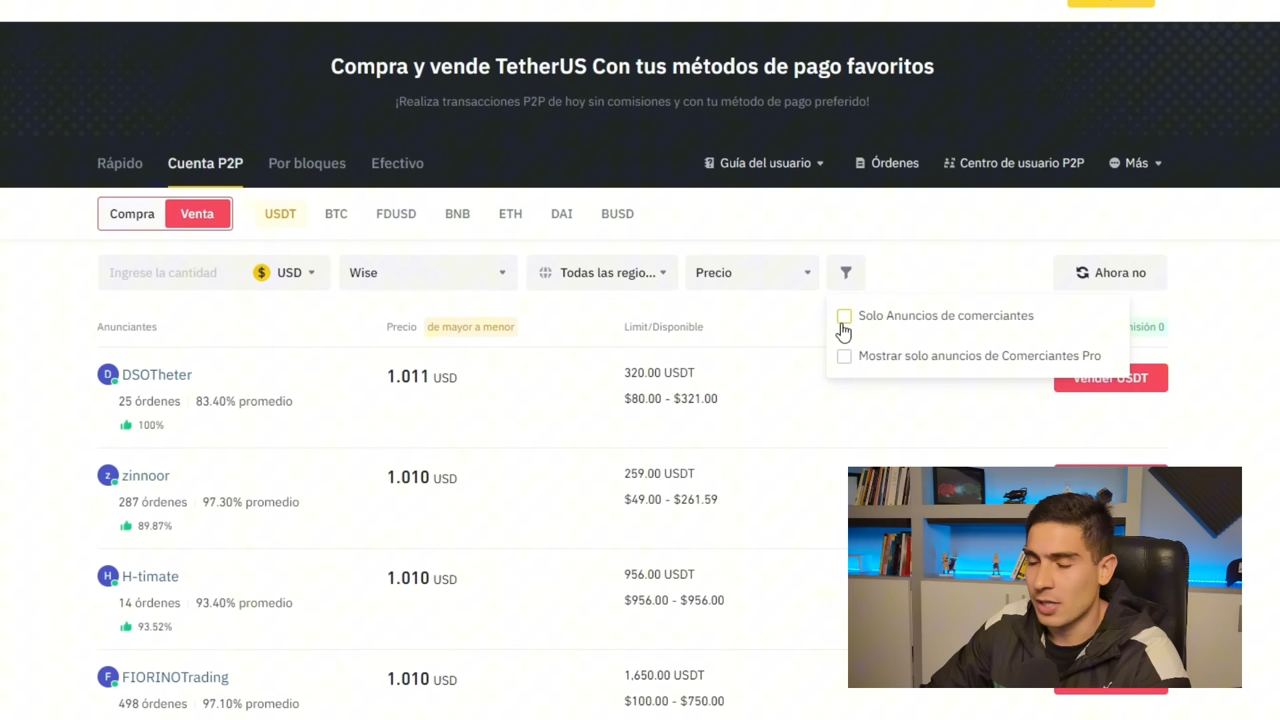 Compra y vende TetherUS Con tus métodos de pago favoritos
¡Realiza transacciones P2P de hoy sin comisiones y con tu método de pago preferido!
Rápido Cuenta P2P Por bloques Efectivo Guía del usuario Órdenes Centro de usuario P2P Más
Compra Venta USDT BTC FDUSD BNB ETH DAI BUSD
Ingrese la cantidad $ USD Wise Todas las regio... Precio Ahora no
Solo Anuncios de comerciantes
Anunciantes Precio de mayor a menor Limit/Disponible 0
Mostrar solo anuncios de Comerciantes Pro
D DSOTheter 1.011 USD 320.00 USDT Vender USDT
25 órdenes 83.40% promedio $80.00 - $321.00
100%
z zinnoor 1.010 USD 259.00 USDT
287 órdenes 97.30% promedio $49.00 - $261.59
89.87%
H H-timate 1.010 USD 956.00 USDT
14 órdenes 93.40% promedio $956.00 - $956.00
93.52%
F FIORINOTrading 1.010 USD 1,650.00 USDT
498 órdenes 97.10% promedio $100.00 - $750.00